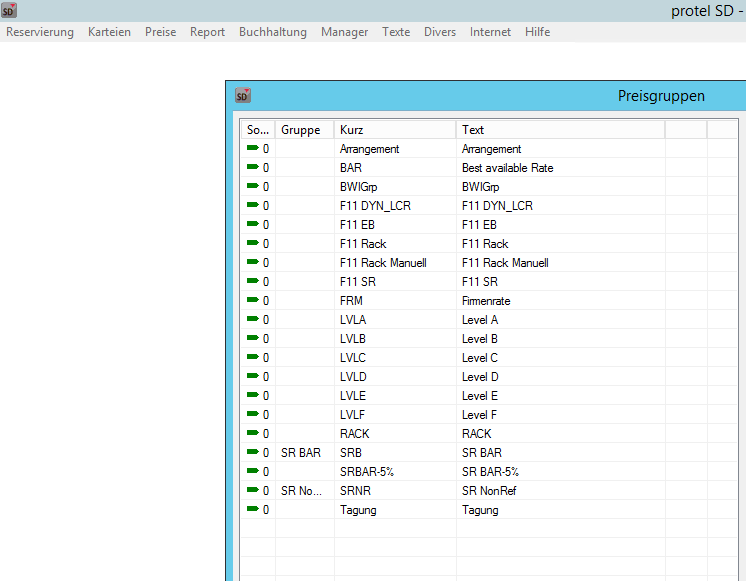 SD protel SD -
Reservierung Karteien Preise Report Buchhaltung Manager Texte Divers Internet Hilfe
SD Preisgruppen
So... Gruppe Kurz Text
0 Arrangement Arrangement
0 BAR Best available Rate
0 BWIGrp BWIGrp
0 F11 DYN_LCR F11 DYN_LCR
0 F11 EB F11 EB
0 F11 Rack F11 Rack
0 F11 Rack Manuell F11 Rack Manuell
0 F11 SR F11 SR
0 FRM Firmenrate
0 LVLA Level A
0 LVLB Level B
0 LVLC Level C
0 LVLD Level D
0 LVLE Level E
0 LVLF Level F
0 RACK RACK
0 SR BAR SRB SR BAR
0 SRBAR-5% SR BAR-5%
0 SR No... SRNR SR NonRef
0 Tagung Tagung